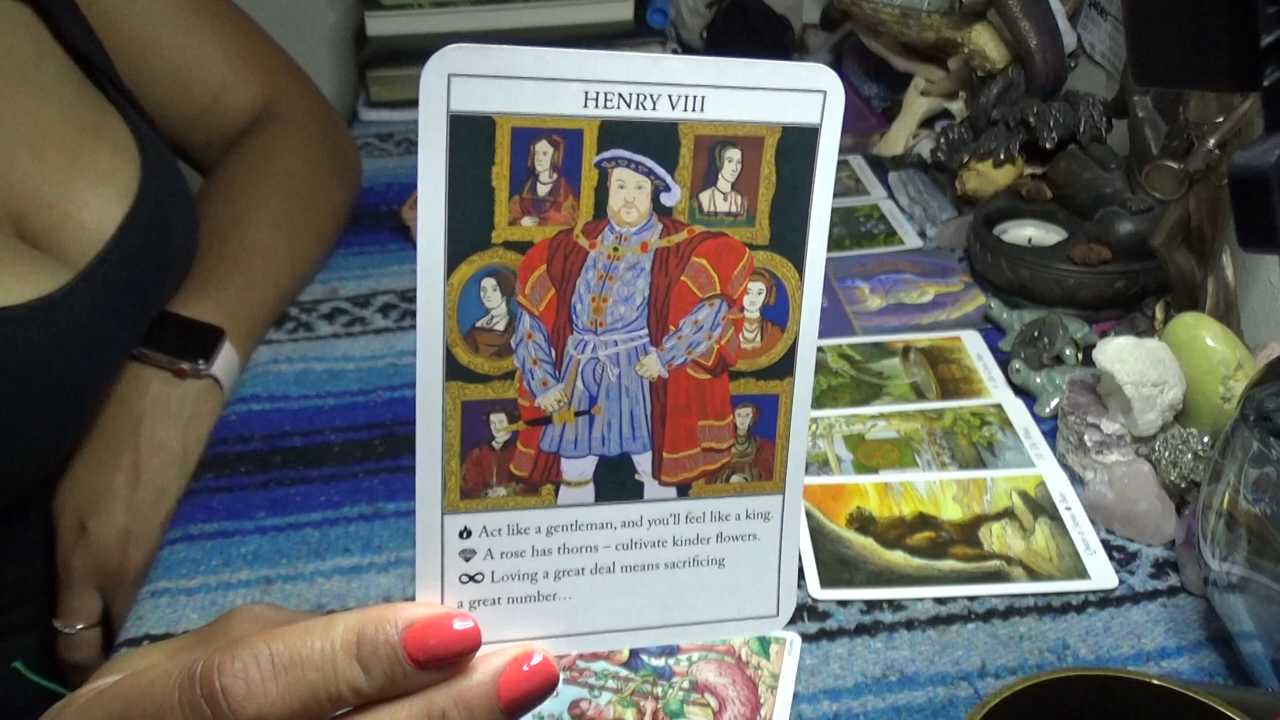 HENRY VIII
Act like a gentleman, and you'll feel like a king.
A rose has thorns – cultivate kinder flowers.
Loving a great deal means sacrificing
a great number...